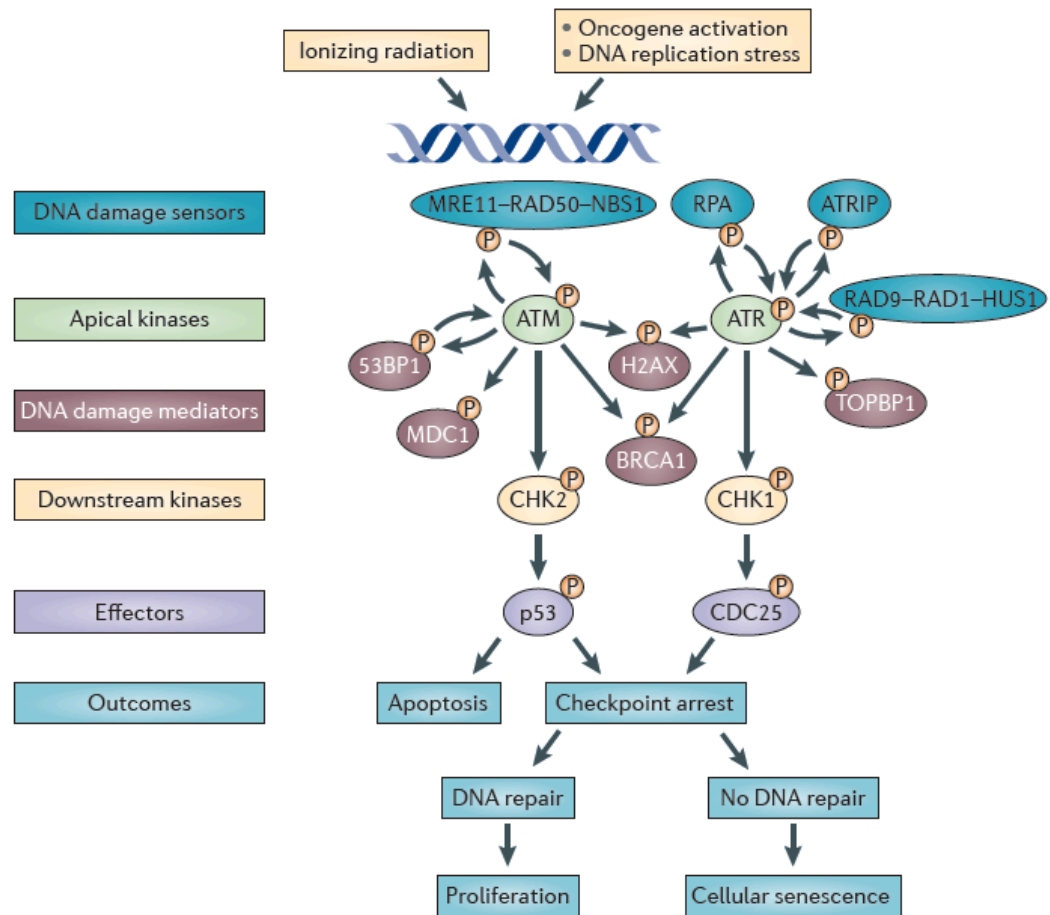 Ionizing radiation
• Oncogene activation
• DNA replication stress
DNA damage sensors
MRE11–RAD50–NBS1
RPA
ATRIP
P
P
P
RAD9–RAD1–HUS1
P
Apical kinases
ATM
P
ATR
P
53BP1
P
H2AX
P
DNA damage mediators
MDC1
P
BRCA1
P
TOPBP1
P
Downstream kinases
CHK2
P
CHK1
P
Effectors
p53
P
CDC25
P
Outcomes
Apoptosis
Checkpoint arrest
DNA repair
No DNA repair
Proliferation
Cellular senescence